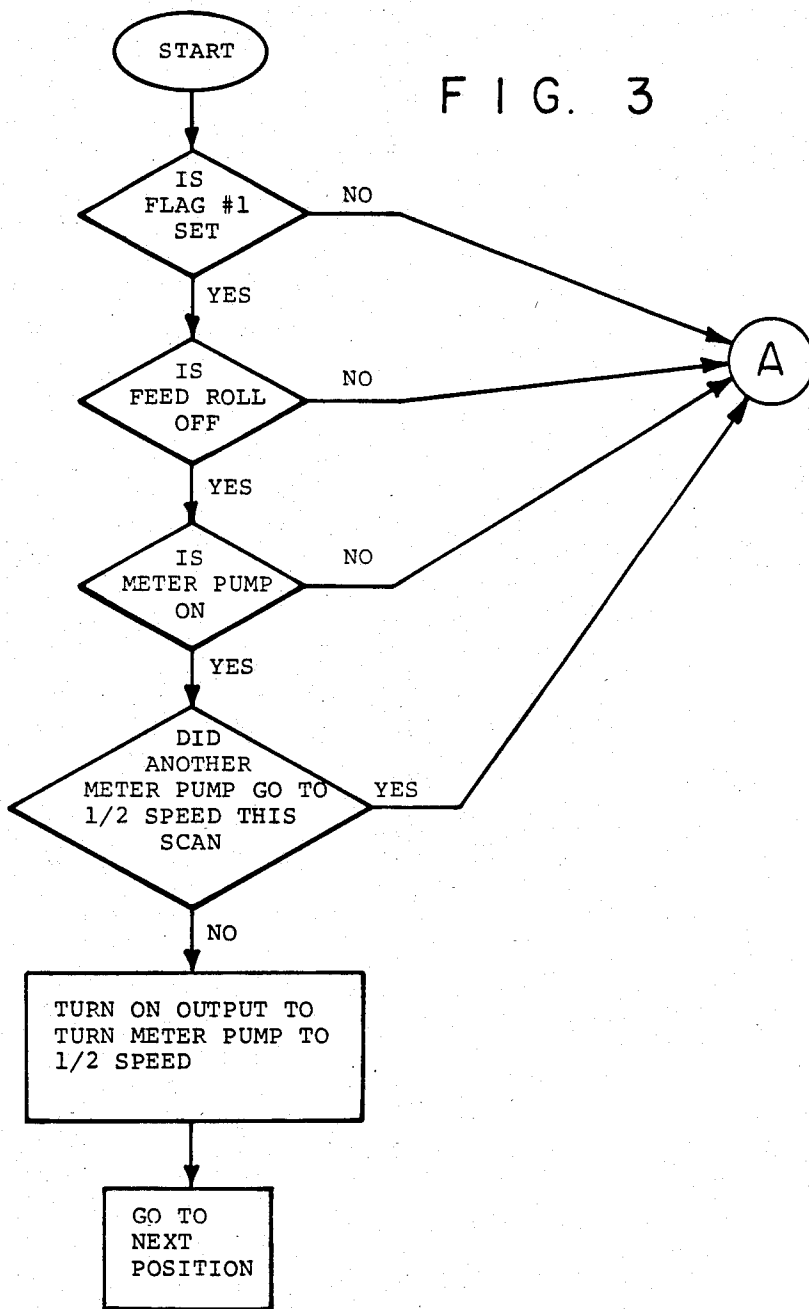 START
FIG. 3
IS
FLAG #1
SET
NO
YES
A
IS
FEED ROLL
OFF
NO
YES
IS
METER PUMP
ON
NO
YES
DID
ANOTHER
METER PUMP GO TO
1/2 SPEED THIS
SCAN
YES
NO
TURN ON OUTPUT TO
TURN METER PUMP TO
1/2 SPEED
GO TO
NEXT
POSITION